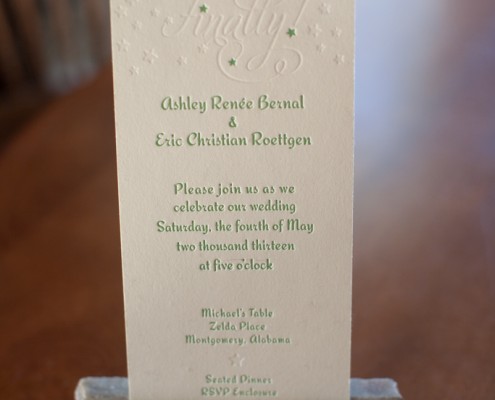 Finally!
Ashley Renée Bernal
&
Eric Christian Roettgen
Please join us as we
celebrate our wedding
Saturday, the fourth of May
two thousand thirteen
at five o'clock
Michael's Table
Zelda Place
Montgomery, Alabama
Seated Dinner
RSVP Enclosure